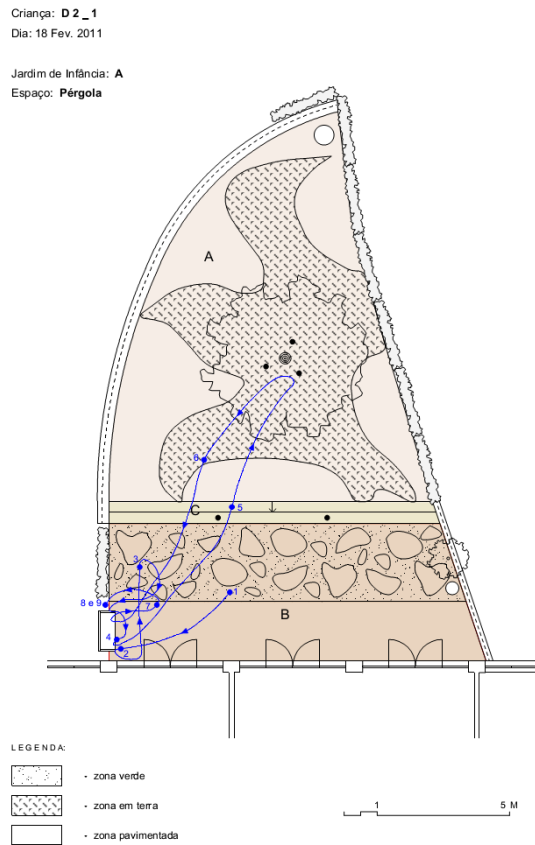 Criança: D 2 _ 1
Dia: 18 Fev. 2011
Jardim de Infância: A
Espaço: Pérgola
A
6
C
5
3
1
8 e 9
7
B
4
2
LEGENDA:
- zona verde
- zona em terra
- zona pavimentada
1
5 M